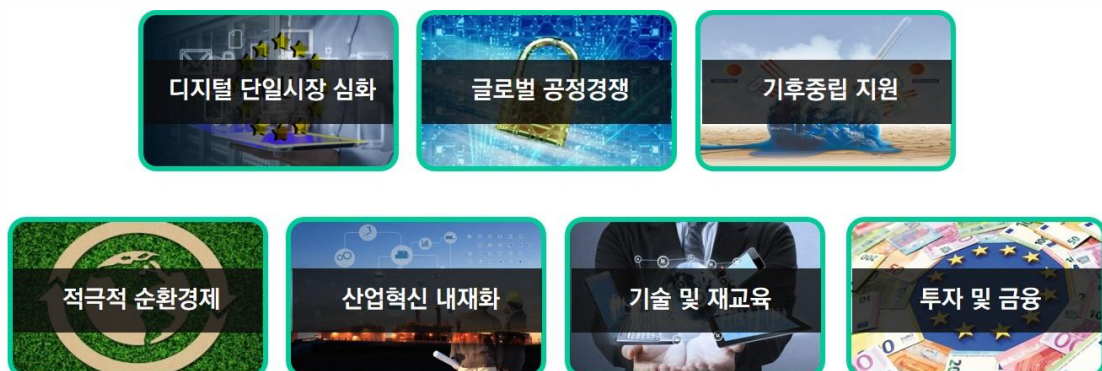 디지털 단일시장 심화
글로벌 공정경쟁
기후중립 지원
적극적 순환경제
산업혁신 내재화
기술 및 재교육
투자 및 금융